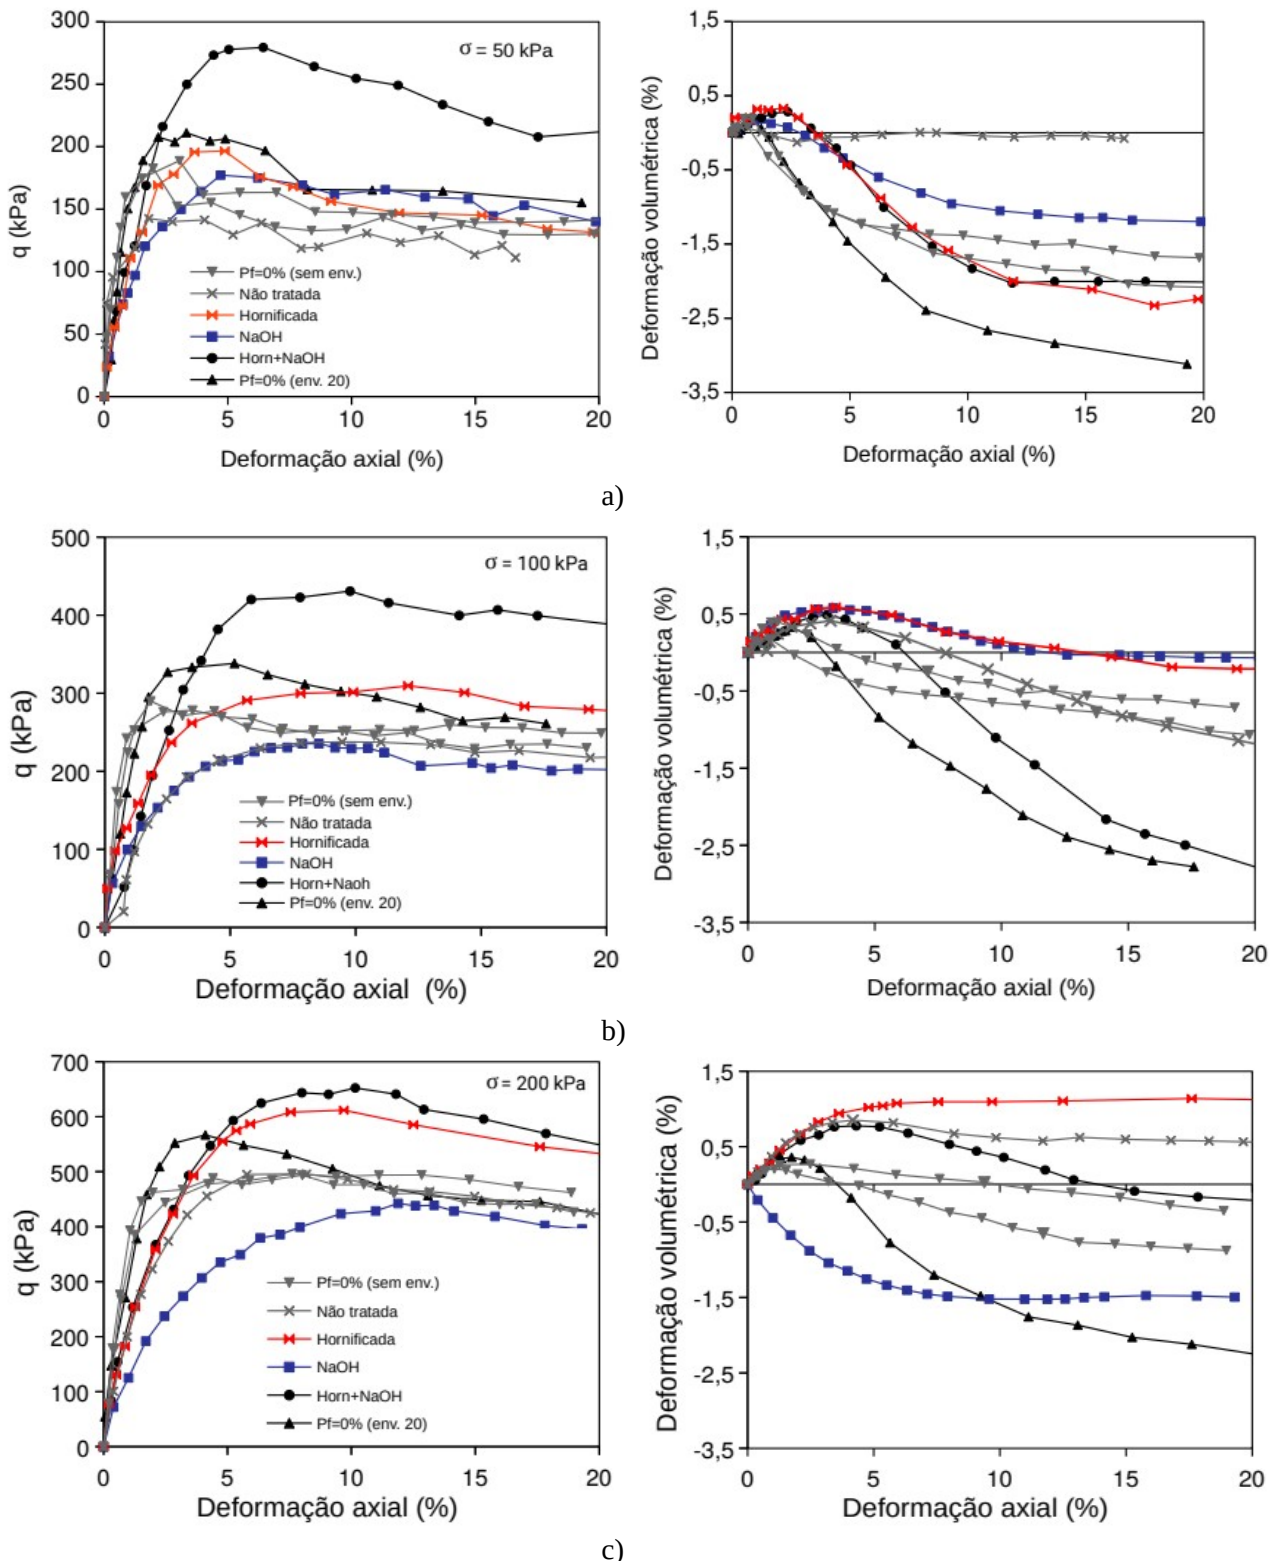 300
250
200
150
100
50
0
q (kPa)
σ = 50 kPa
Pf=0% (sem env.)
Não tratada
Hornificada
NaOH
Horn+NaOH
Pf=0% (env. 20)
0 5 10 15 20
Deformação axial (%)
1,5
0,5
-0,5
-1,5
-2,5
-3,5
Deformação volumétrica (%)
0 5 10 15 20
Deformação axial (%)
a)
500
400
300
200
100
0
q (kPa)
σ = 100 kPa
Pf=0% (sem env.)
Não tratada
Hornificada
NaOH
Horn+Naoh
Pf=0% (env. 20)
0 5 10 15 20
Deformação axial (%)
1,5
0,5
-0,5
-1,5
-2,5
-3,5
Deformação volumétrica (%)
0 5 10 15 20
Deformação axial (%)
b)
700
600
500
400
300
200
100
0
q (kPa)
σ = 200 kPa
Pf=0% (sem env.)
Não tratada
Hornificada
NaOH
Horn+NaOH
Pf=0% (env. 20)
0 5 10 15 20
Deformação axial (%)
1,5
0,5
-0,5
-1,5
-2,5
-3,5
Deformação volumétrica (%)
0 5 10 15 20
Deformação axial (%)
c)